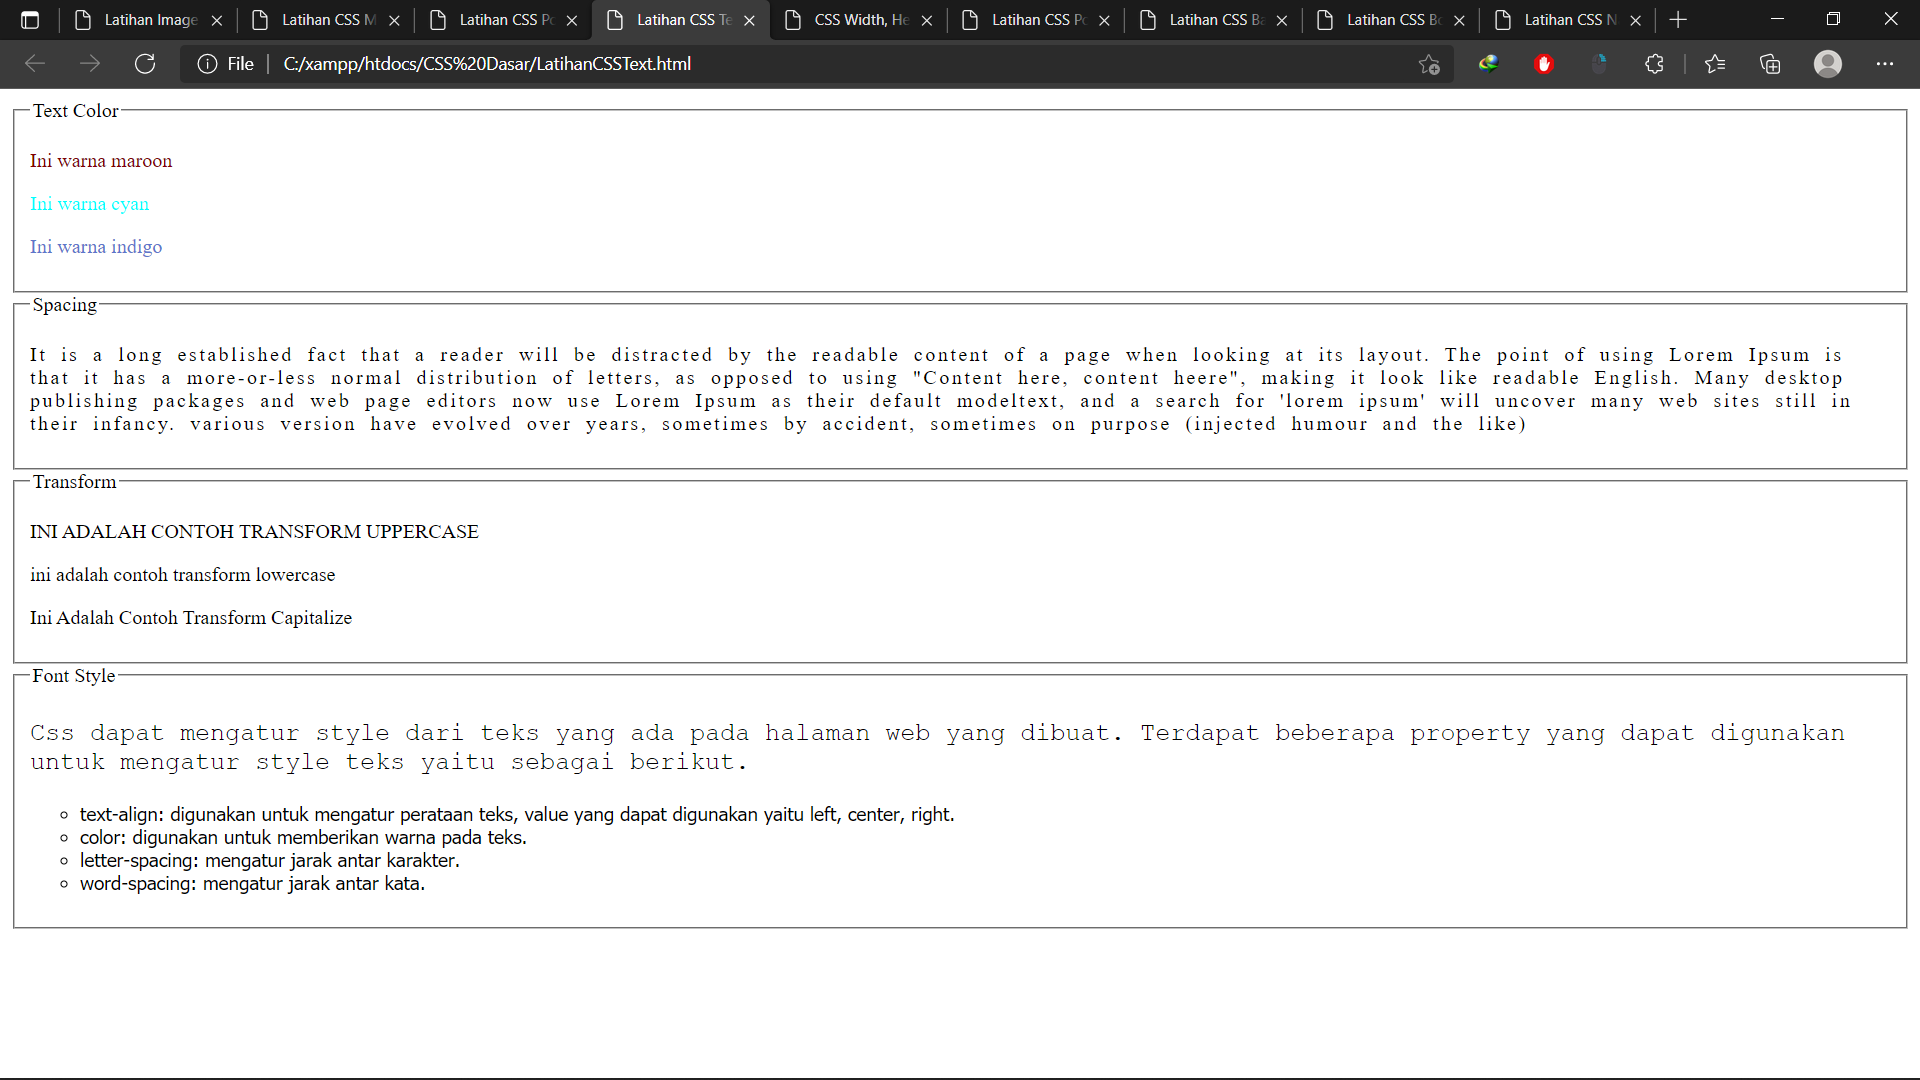 Latihan Image
Latihan CSS M
Latihan CSS Po
Latihan CSS Te
CSS Width, He
Latihan CSS Po
Latihan CSS Ba
Latihan CSS Bo
Latihan CSS N
File
C:/xampp/htdocs/CSS%20Dasar/LatihanCSSText.html
Text Color
Ini warna maroon
Ini warna cyan
Ini warna indigo
Spacing
It is a long established fact that a reader will be distracted by the readable content of a page when looking at its layout. The point of using Lorem Ipsum is
that it has a more-or-less normal distribution of letters, as opposed to using "Content here, content heere", making it look like readable English. Many desktop
publishing packages and web page editors now use Lorem Ipsum as their default modeltext, and a search for 'lorem ipsum' will uncover many web sites still in
their infancy. various version have evolved over years, sometimes by accident, sometimes on purpose (injected humour and the like)
Transform
INI ADALAH CONTOH TRANSFORM UPPERCASE
ini adalah contoh transform lowercase
Ini Adalah Contoh Transform Capitalize
Font Style
Css dapat mengatur style dari teks yang ada pada halaman web yang dibuat. Terdapat beberapa property yang dapat digunakan
untuk mengatur style teks yaitu sebagai berikut.
text-align: digunakan untuk mengatur perataan teks, value yang dapat digunakan yaitu left, center, right.
color: digunakan untuk memberikan warna pada teks.
letter-spacing: mengatur jarak antar karakter.
word-spacing: mengatur jarak antar kata.